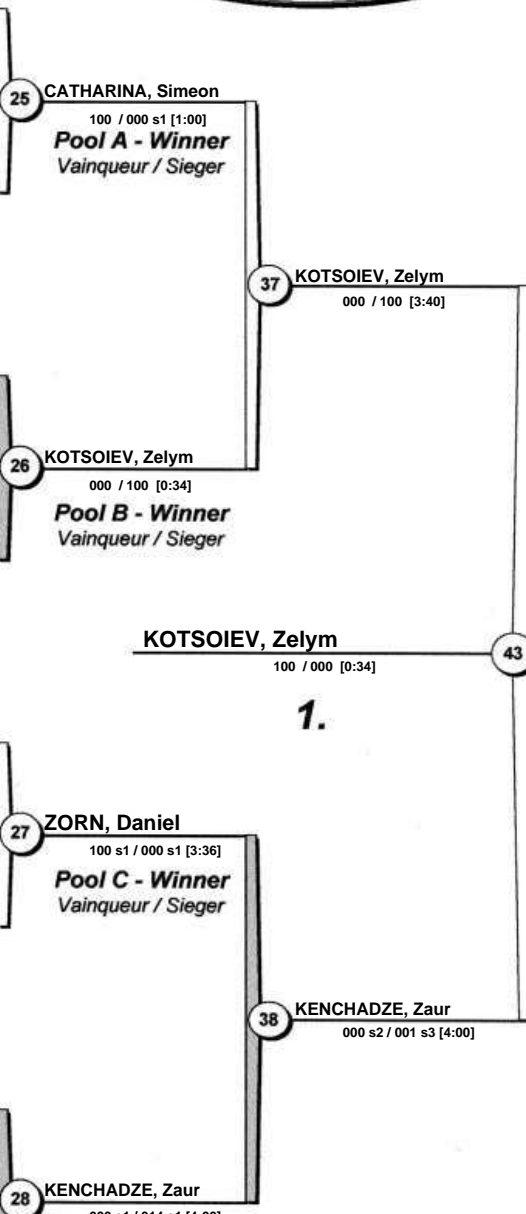 25
CATHARINA, Simeon
100 / 000 s1 [1:00]
Pool A - Winner
Vainqueur / Sieger
37
KOTSOIEV, Zelym
000 / 100 [3:40]
26
KOTSOIEV, Zelym
000 / 100 [0:34]
Pool B - Winner
Vainqueur / Sieger
KOTSOIEV, Zelym
43
100 / 000 [0:34]
1.
27
ZORN, Daniel
100 s1 / 000 s1 [3:36]
Pool C - Winner
Vainqueur / Sieger
38
KENCHADZE, Zaur
000 s2 / 001 s3 [4:00]
28
KENCHADZE, Zaur